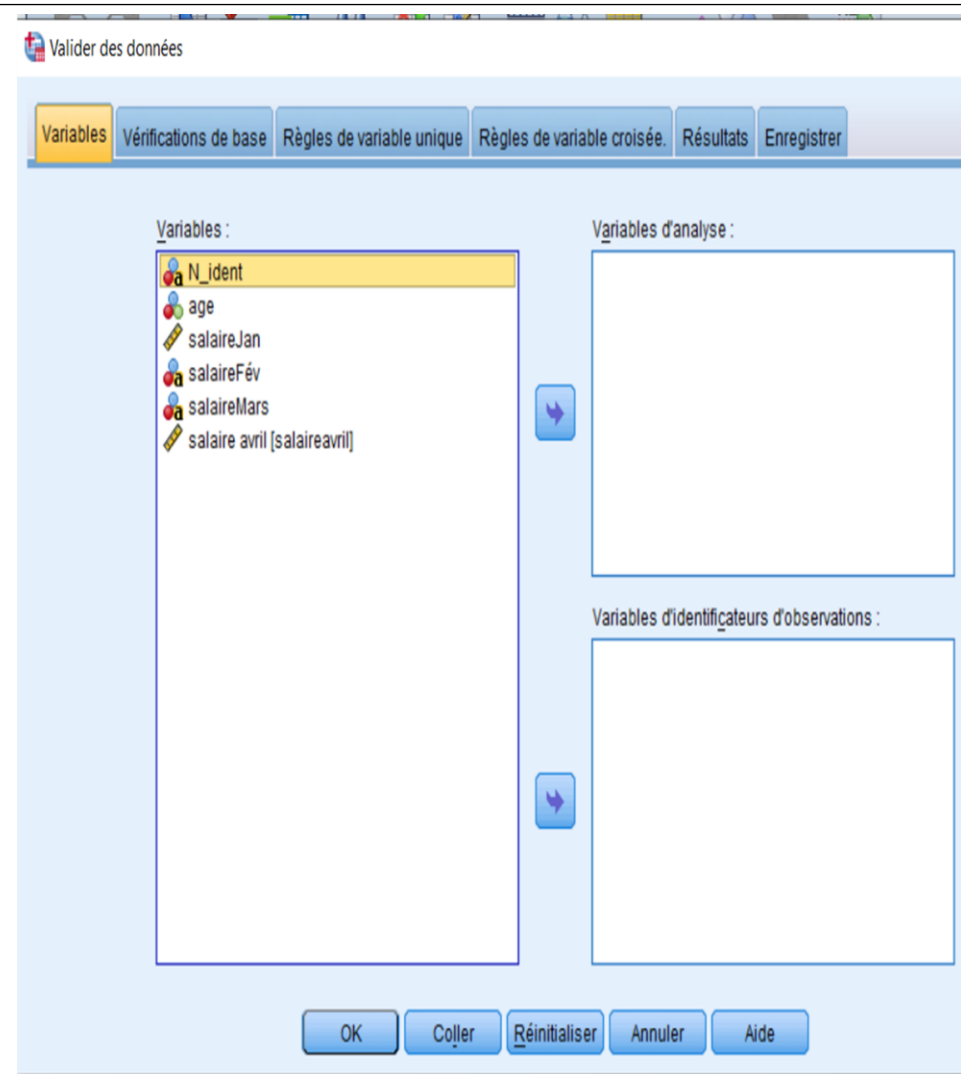 Valider des données
Variables Vérifications de base Règles de variable unique Règles de variable croisée. Résultats Enregistrer
Variables :
N_ident
age
salaireJan
salaireFév
salaireMars
salaire avril [salaireavril]
Variables d'analyse :
Variables d'identificateurs d'observations :
OK Coller Réinitialiser Annuler Aide